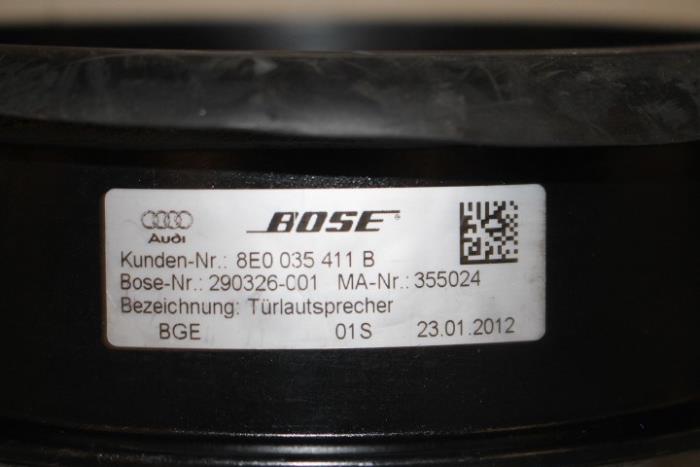 Audi BOSE®
Kunden-Nr.: 8E0 035 411 B
Bose-Nr.: 290326-001 MA-Nr.: 355024
Bezeichnung: Türlautsprecher
BGE 01S 23.01.2012